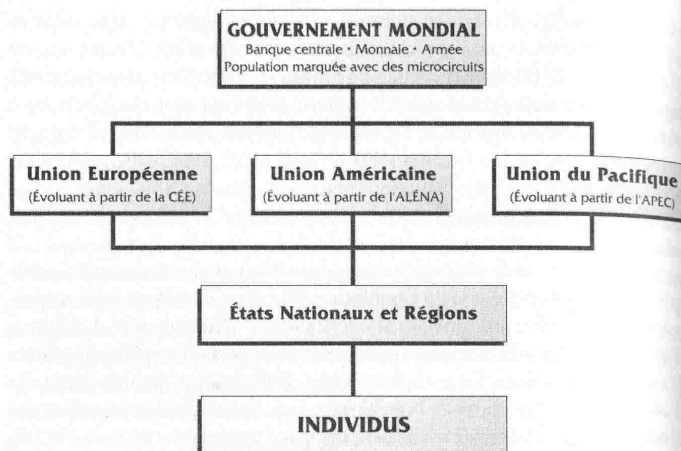 GOUVERNEMENT MONDIAL
Banque centrale • Monnaie • Armée
Population marquée avec des microcircuits
Union Européenne
(Évoluant à partir de la CÉE)
Union Américaine
(Évoluant à partir de l'ALÉNA)
Union du Pacifique
(Évoluant à partir de l'APEC)
États Nationaux et Régions
INDIVIDUS